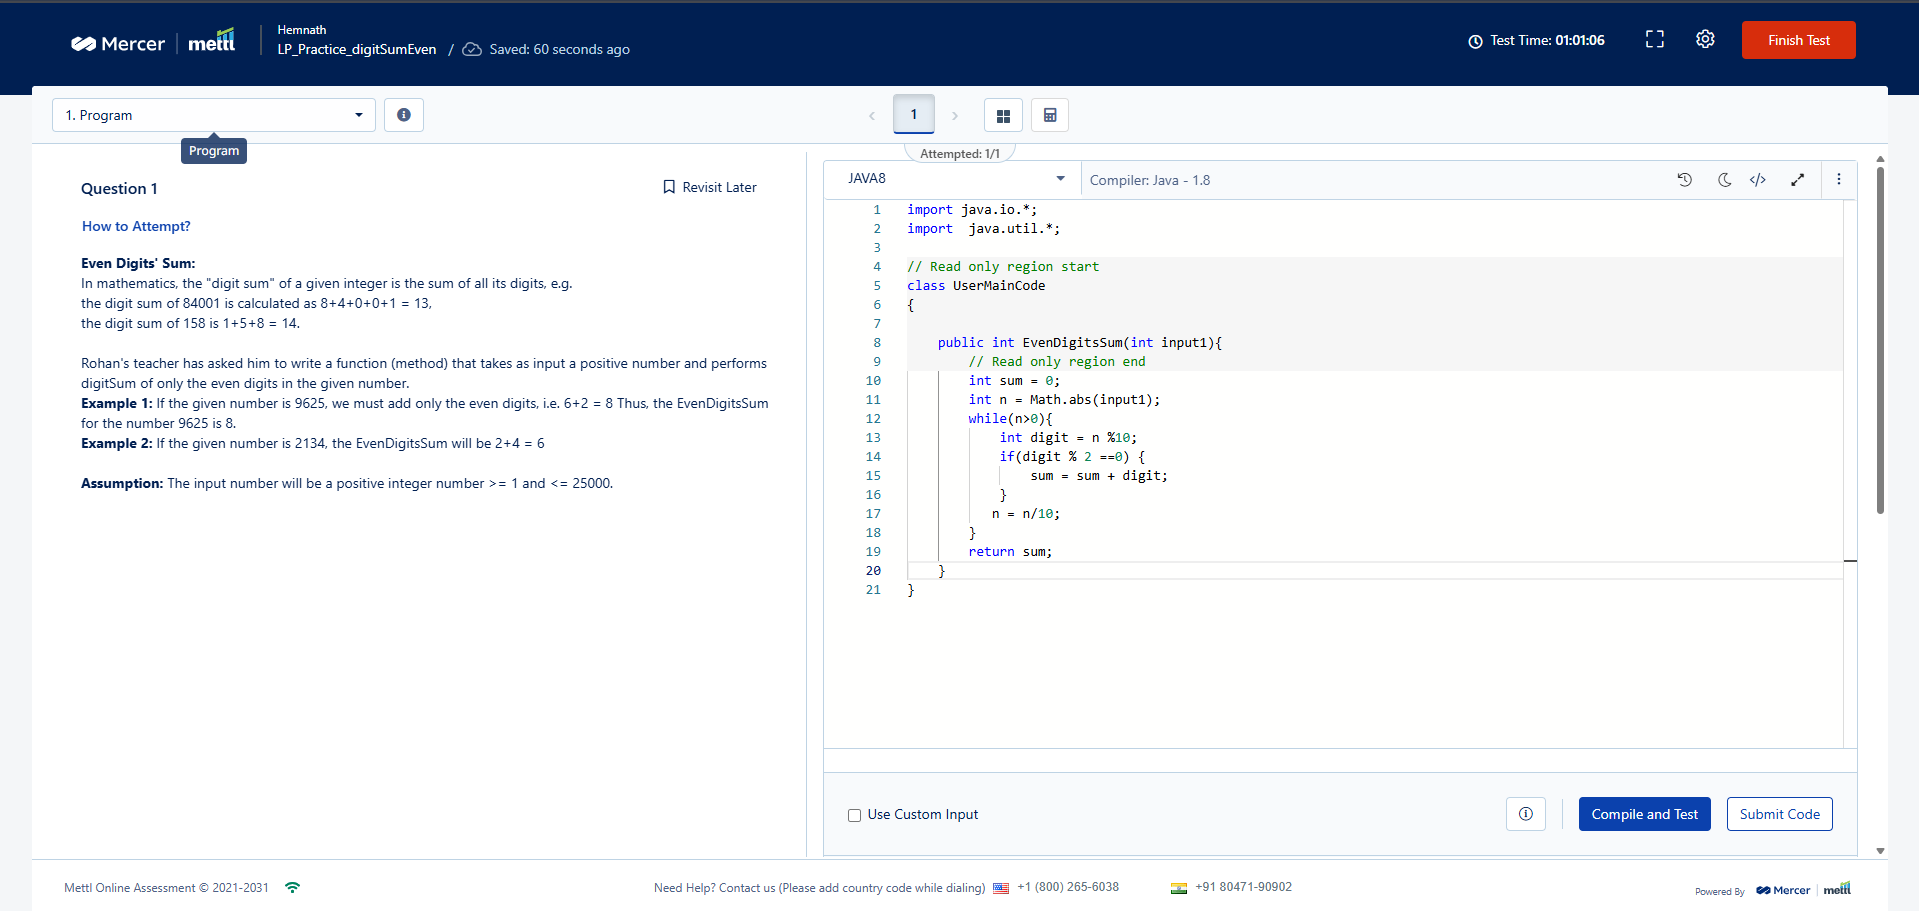 Mercer | mettl
Hemnath
LP_Practice_digitSumEven / Saved: 60 seconds ago
Test Time: 01:01:06
Finish Test
1. Program
1
Program
Attempted: 1/1
Question 1
Revisit Later
How to Attempt?
Even Digits' Sum:
In mathematics, the "digit sum" of a given integer is the sum of all its digits, e.g.
the digit sum of 84001 is calculated as 8+4+0+0+1 = 13,
the digit sum of 158 is 1+5+8 = 14.
Rohan's teacher has asked him to write a function (method) that takes as input a positive number and performs
digitSum of only the even digits in the given number.
Example 1: If the given number is 9625, we must add only the even digits, i.e. 6+2 = 8 Thus, the EvenDigitsSum
for the number 9625 is 8.
Example 2: If the given number is 2134, the EvenDigitsSum will be 2+4 = 6
Assumption: The input number will be a positive integer number >= 1 and <= 25000.
JAVA8
Compiler: Java - 1.8
1 import java.io.*;
2 import  java.util.*;
3
4 // Read only region start
5 class UserMainCode
6 {
7
8     public int EvenDigitsSum(int input1){
9         // Read only region end
10         int sum = 0;
11         int n = Math.abs(input1);
12         while(n>0){
13             int digit = n %10;
14             if(digit % 2 ==0) {
15                 sum = sum + digit;
16             }
17            n = n/10;
18         }
19         return sum;
20     }
21 }
Use Custom Input
Compile and Test
Submit Code
Mettl Online Assessment © 2021-2031
Need Help? Contact us (Please add country code while dialing) +1 (800) 265-6038
+91 80471-90902
Powered By Mercer | mettl